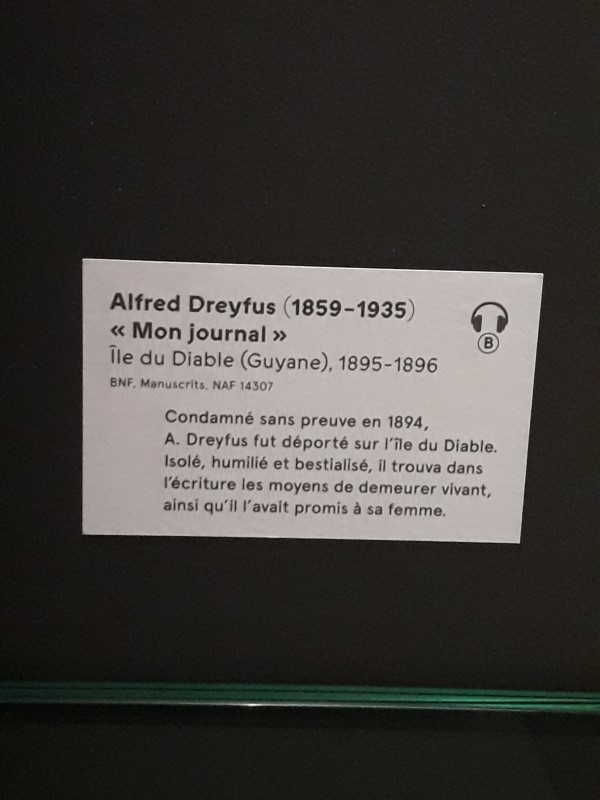 Alfred Dreyfus (1859-1935)
« Mon journal »
Île du Diable (Guyane), 1895-1896
BNF, Manuscrits, NAF 14307
B
Condamné sans preuve en 1894,
A. Dreyfus fut déporté sur l'île du Diable.
Isolé, humilié et bestialisé, il trouva dans
l'écriture les moyens de demeurer vivant,
ainsi qu'il l'avait promis à sa femme.